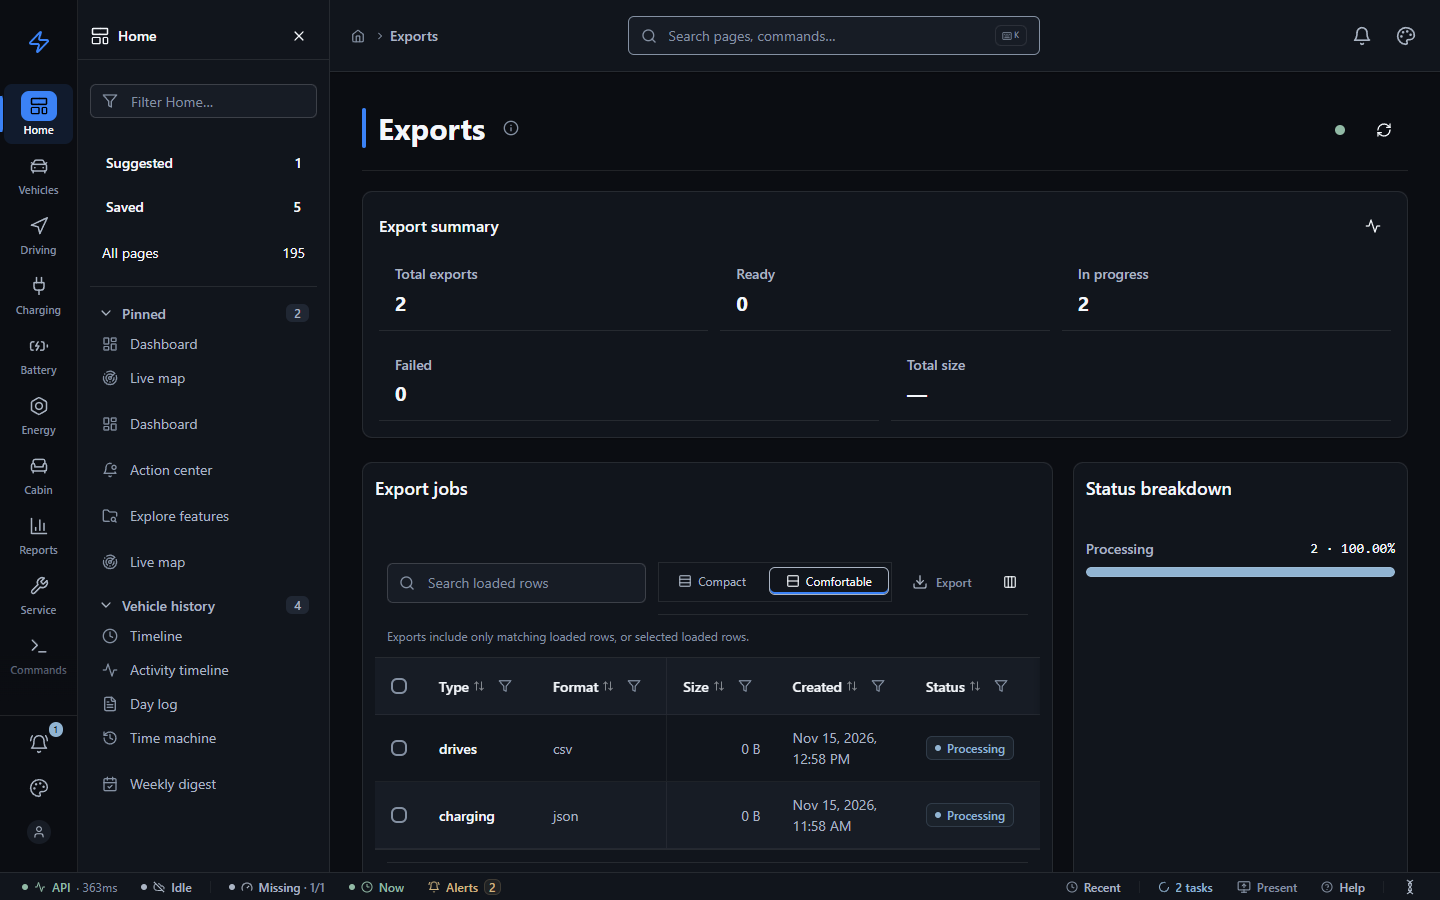 Home
Vehicles
Driving
Charging
Battery
Energy
Cabin
Reports
Service
Commands
1
Home
Filter Home...
Suggested 1
Saved 5
All pages 195
Pinned 2
Dashboard
Live map
Dashboard
Action center
Explore features
Live map
Vehicle history 4
Timeline
Activity timeline
Day log
Time machine
Weekly digest
Exports
Search pages, commands... K
Exports
Export summary
Total exports
2
Ready
0
In progress
2
Failed
0
Total size
—
Export jobs
Search loaded rows
Compact
Comfortable
Export
Exports include only matching loaded rows, or selected loaded rows.
Type Format Size Created Status
drives csv 0 B Nov 15, 2026, 12:58 PM Processing
charging json 0 B Nov 15, 2026, 11:58 AM Processing
Status breakdown
Processing 2 · 100.00%
API · 363ms
Idle
Missing · 1/1
Now
Alerts 2
Recent
2 tasks
Present
Help